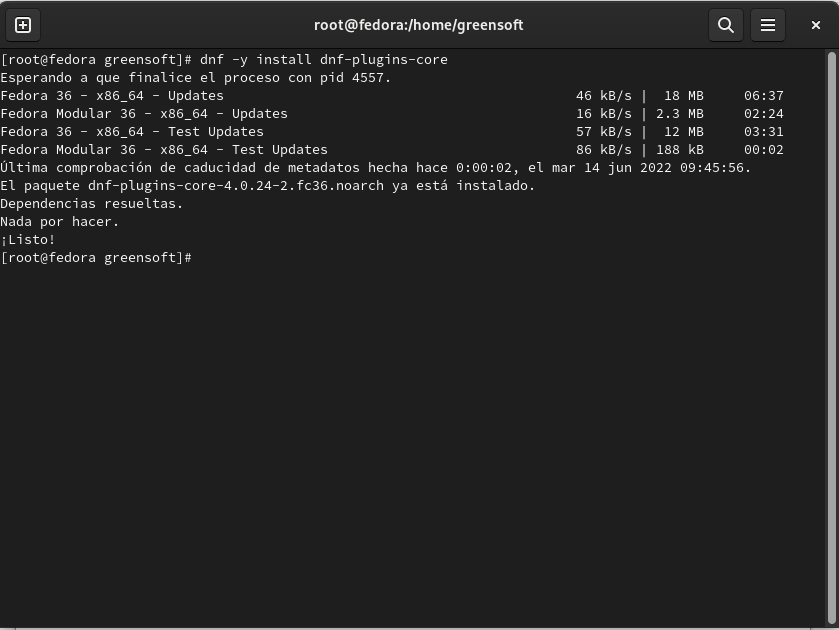 root@fedora:/home/greensoft
[root@fedora greensoft]# dnf -y install dnf-plugins-core
Esperando a que finalice el proceso con pid 4557.
Fedora 36 - x86_64 - Updates 46 kB/s | 18 MB 06:37
Fedora Modular 36 - x86_64 - Updates 16 kB/s | 2.3 MB 02:24
Fedora 36 - x86_64 - Test Updates 57 kB/s | 12 MB 03:31
Fedora Modular 36 - x86_64 - Test Updates 86 kB/s | 188 kB 00:02
Última comprobación de caducidad de metadatos hecha hace 0:00:02, el mar 14 jun 2022 09:45:56.
El paquete dnf-plugins-core-4.0.24-2.fc36.noarch ya está instalado.
Dependencias resueltas.
Nada por hacer.
¡Listo!
[root@fedora greensoft]#